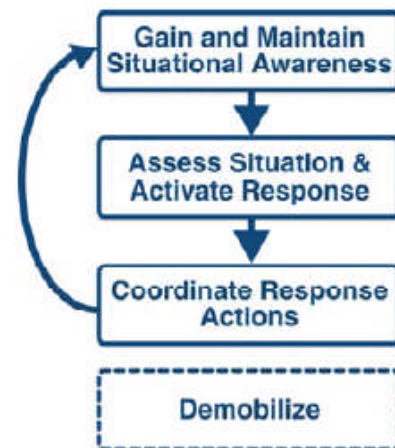 Gain and Maintain
Situational Awareness
Assess Situation &
Activate Response
Coordinate Response
Actions
Demobilize